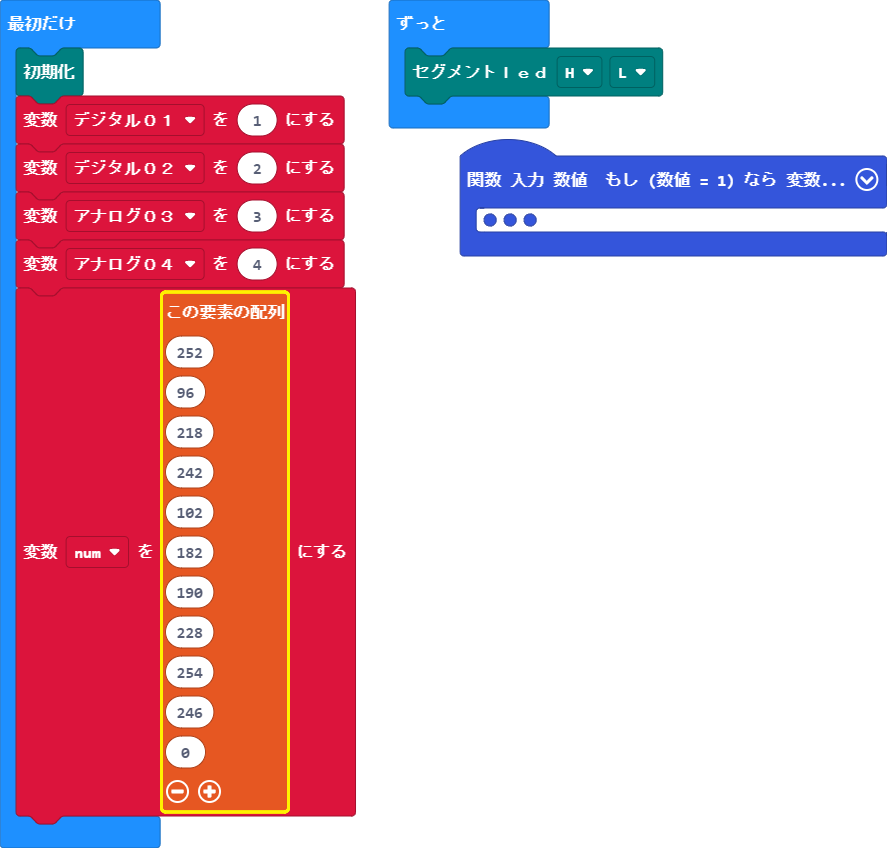 最初だけ
初期化
変数 デジタル０１ を 1 にする
変数 デジタル０２ を 2 にする
変数 アナログ０３ を 3 にする
変数 アナログ０４ を 4 にする
変数 num を この要素の配列 にする
252
96
218
242
102
182
190
228
254
246
0
ずっと
セグメントｌｅｄ H L
関数 入力 数値 もし (数値 = 1) なら 変数...